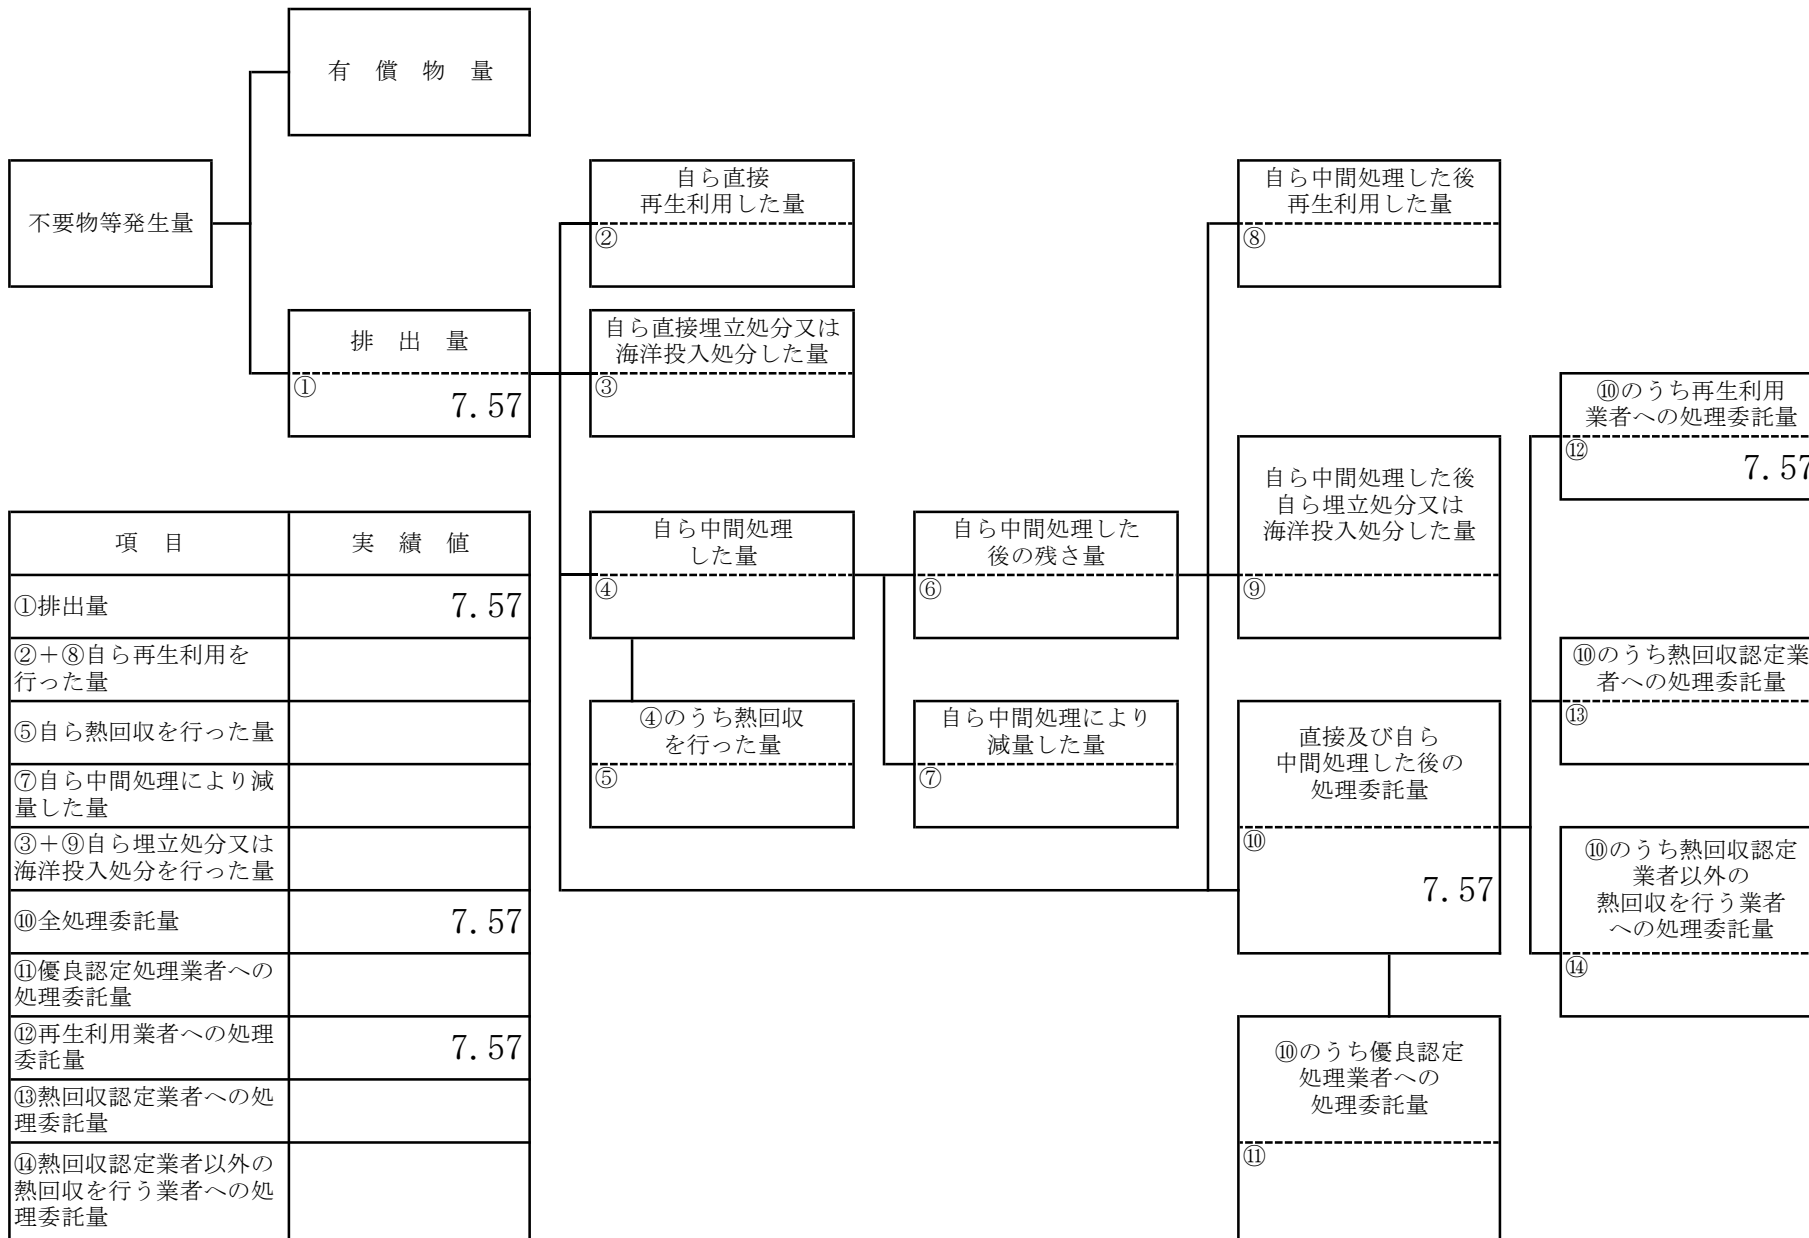 有 償 物 量
不要物等発生量
排 出 量
①
7.57
自ら直接
再生利用した量
②
自ら直接埋立処分又は
海洋投入処分した量
③
自ら中間処理
した量
④
④のうち熱回収
を行った量
⑤
自ら中間処理した
後の残さ量
⑥
自ら中間処理により
減量した量
⑦
自ら中間処理した後
再生利用した量
⑧
自ら中間処理した後
自ら埋立処分又は
海洋投入処分した量
⑨
直接及び自ら
中間処理した後の
処理委託量
⑩
7.57
⑩のうち優良認定
処理業者への
処理委託量
⑪
⑩のうち再生利用
業者への処理委託量
⑫
7.57
⑩のうち熱回収認定業
者への処理委託量
⑬
⑩のうち熱回収認定
業者以外の
熱回収を行う業者
への処理委託量
⑭
項 目 実 績 値
①排出量 7.57
②+⑧自ら再生利用を
行った量
⑤自ら熱回収を行った量
⑦自ら中間処理により減
量した量
③+⑨自ら埋立処分又は
海洋投入処分を行った量
⑩全処理委託量 7.57
⑪優良認定処理業者への
処理委託量
⑫再生利用業者への処理
委託量 7.57
⑬熱回収認定業者への処
理委託量
⑭熱回収認定業者以外の
熱回収を行う業者への処
理委託量